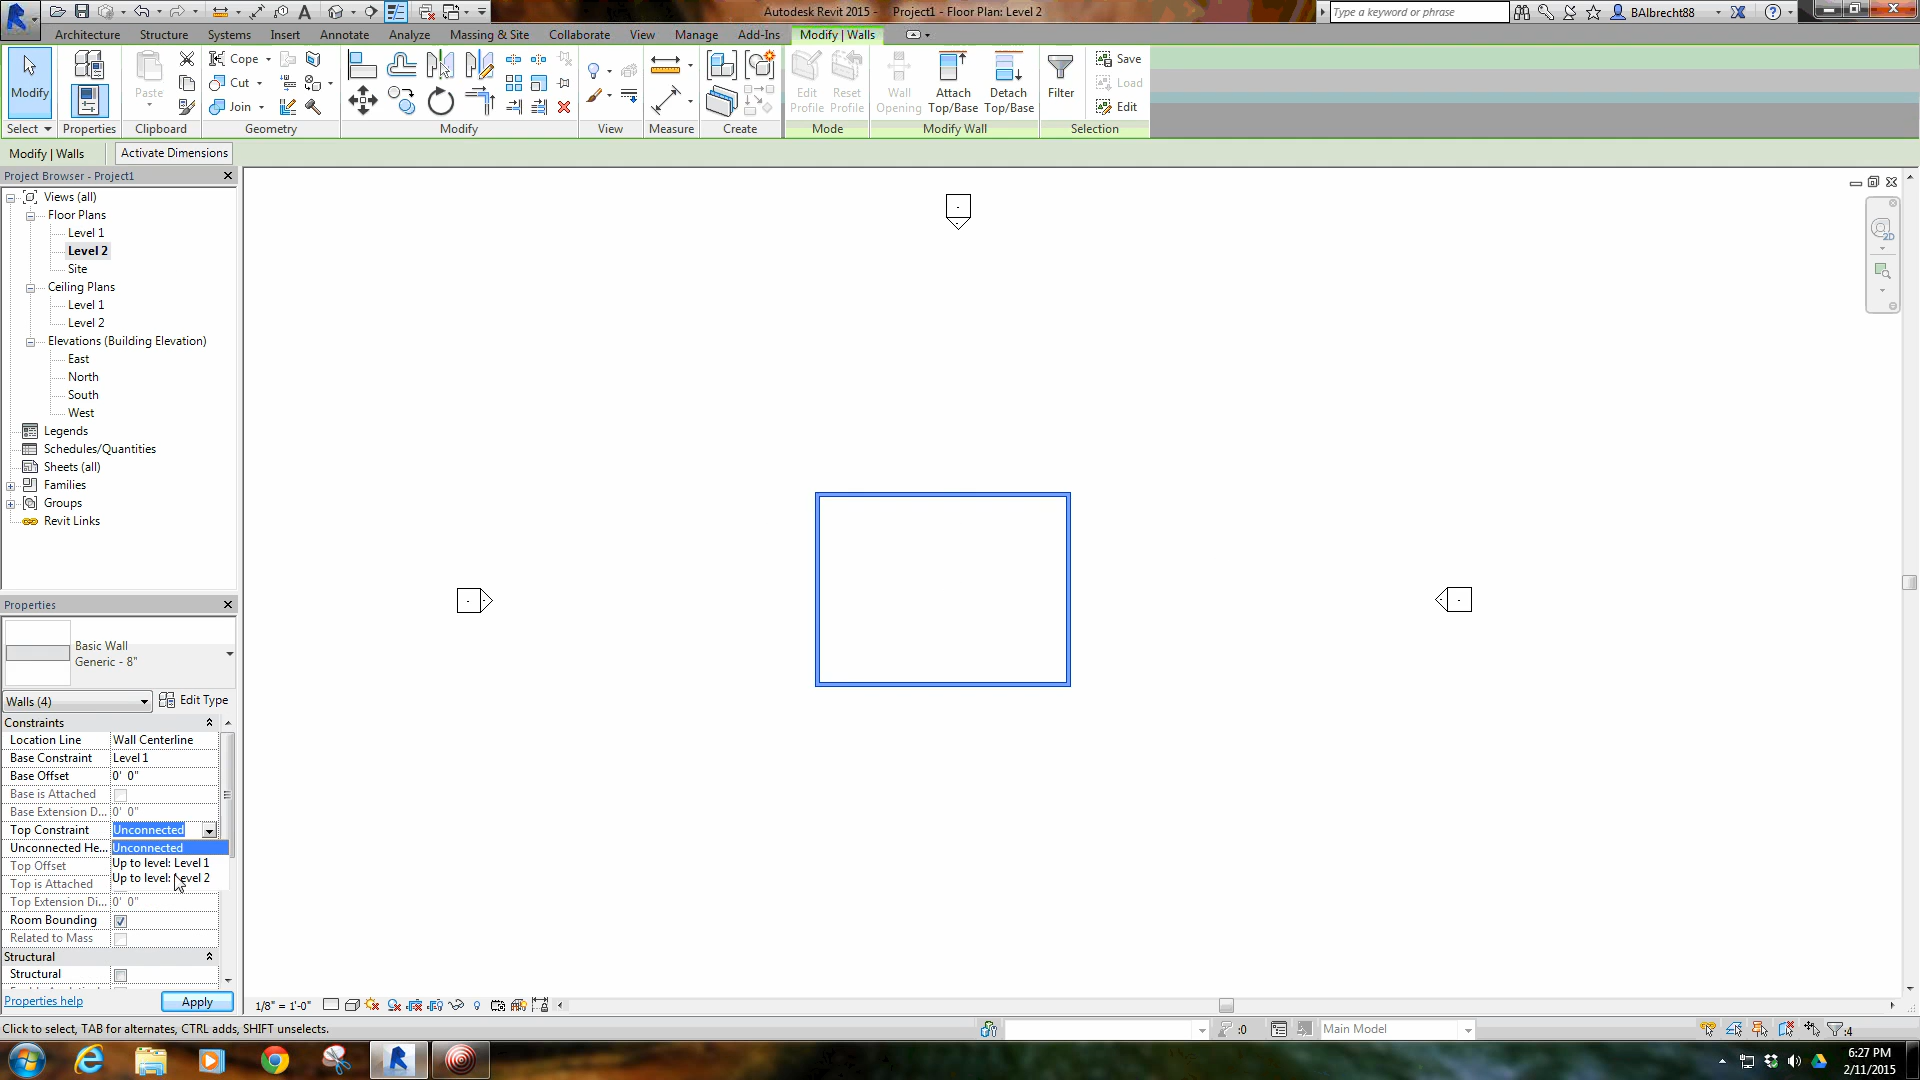 Autodesk Revit 2015 - Project1 - Floor Plan: Level 2
Type a keyword or phrase
BAlbrecht88
Architecture Structure Systems Insert Annotate Analyze Massing & Site Collaborate View Manage Add-Ins Modify | Walls
Modify
Paste
Cope
Cut
Join
Edit Profile
Reset Profile
Wall Opening
Attach Top/Base
Detach Top/Base
Filter
Save
Load
Edit
Select Properties Clipboard Geometry Modify View Measure Create Mode Modify Wall Selection
Modify | Walls Activate Dimensions
Project Browser - Project1
Views (all)
Floor Plans
Level 1
Level 2
Site
Ceiling Plans
Level 1
Level 2
Elevations (Building Elevation)
East
North
South
West
Legends
Schedules/Quantities
Sheets (all)
Families
Groups
Revit Links
2D
Properties
Basic Wall
Generic - 8"
Walls (4) Edit Type
Constraints
Location Line Wall Centerline
Base Constraint Level 1
Base Offset 0' 0"
Base is Attached
Base Extension D... 0' 0"
Top Constraint Unconnected
Unconnected He... Unconnected
Top Offset Up to level: Level 1
Top is Attached Up to level: Level 2
Top Extension Di... 0' 0"
Room Bounding
Related to Mass
Structural
Structural
Properties help Apply
1/8" = 1'-0"
Click to select, TAB for alternates, CTRL adds, SHIFT unselects.
:0
Main Model
:4
6:27 PM
2/11/2015